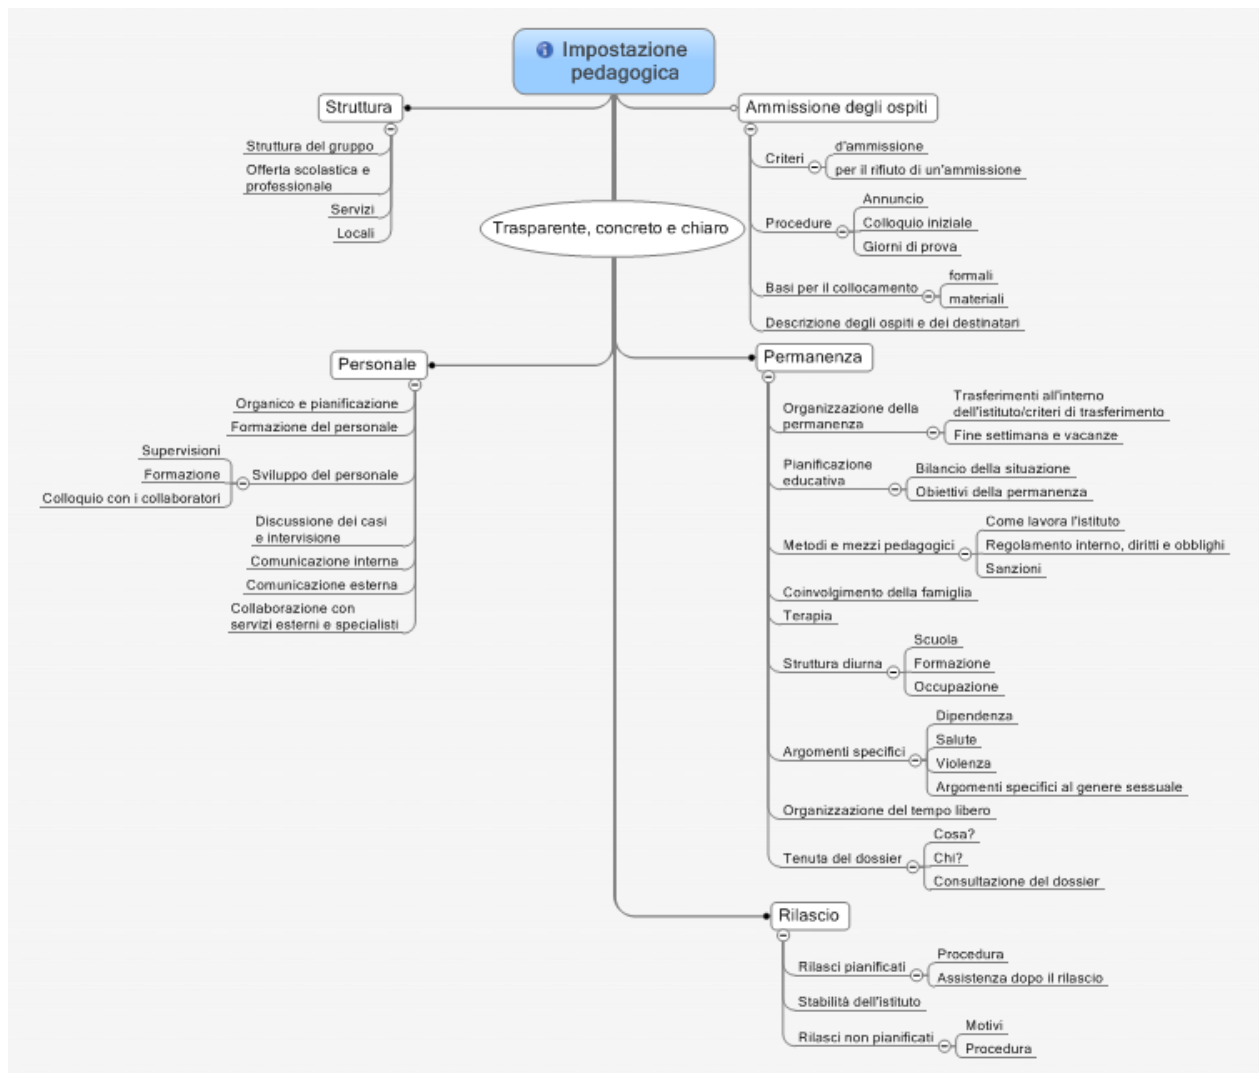 Impostazione
pedagogica
Struttura
Struttura del gruppo
Offerta scolastica e
professionale
Servizi
Locali
Ammissione degli ospiti
Criteri
d'ammissione
per il rifiuto di un'ammissione
Procedure
Annuncio
Colloquio iniziale
Giorni di prova
Basi per il collocamento
formali
materiali
Descrizione degli ospiti e dei destinatari
Trasparente, concreto e chiaro
Personale
Organico e pianificazione
Formazione del personale
Sviluppo del personale
Supervisioni
Formazione
Colloquio con i collaboratori
Discussione dei casi
e intervisione
Comunicazione interna
Comunicazione esterna
Collaborazione con
servizi esterni e specialisti
Permanenza
Organizzazione della
permanenza
Trasferimenti all'interno
dell'istituto/criteri di trasferimento
Fine settimana e vacanze
Pianificazione
educativa
Bilancio della situazione
Obiettivi della permanenza
Metodi e mezzi pedagogici
Come lavora l'istituto
Regolamento interno, diritti e obblighi
Sanzioni
Coinvolgimento della famiglia
Terapia
Struttura diurna
Scuola
Formazione
Occupazione
Argomenti specifici
Dipendenza
Salute
Violenza
Argomenti specifici al genere sessuale
Organizzazione del tempo libero
Tenuta del dossier
Cosa?
Chi?
Consultazione del dossier
Rilascio
Rilasci pianificati
Procedura
Assistenza dopo il rilascio
Stabilità dell'istituto
Rilasci non pianificati
Motivi
Procedura